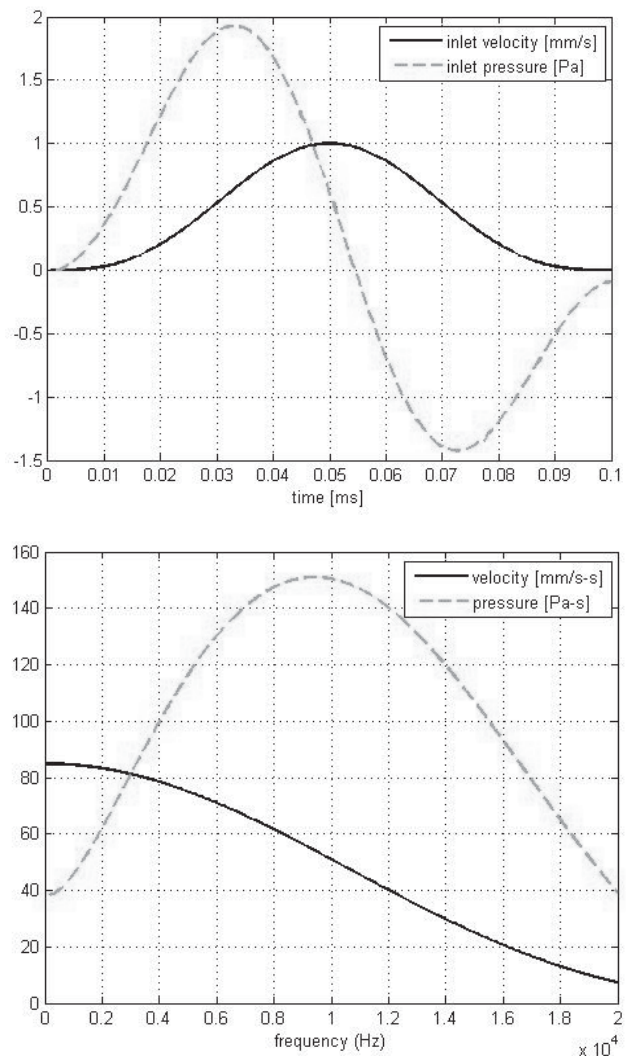 2
1.5
1
0.5
0
-0.5
-1
-1.5
inlet velocity [mm/s]
inlet pressure [Pa]
0 0.01 0.02 0.03 0.04 0.05 0.06 0.07 0.08 0.09 0.1
time [ms]
160
140
120
100
80
60
40
20
0
velocity [mm/s-s]
pressure [Pa-s]
0 0.2 0.4 0.6 0.8 1 1.2 1.4 1.6 1.8 2
frequency (Hz)
x 10^4